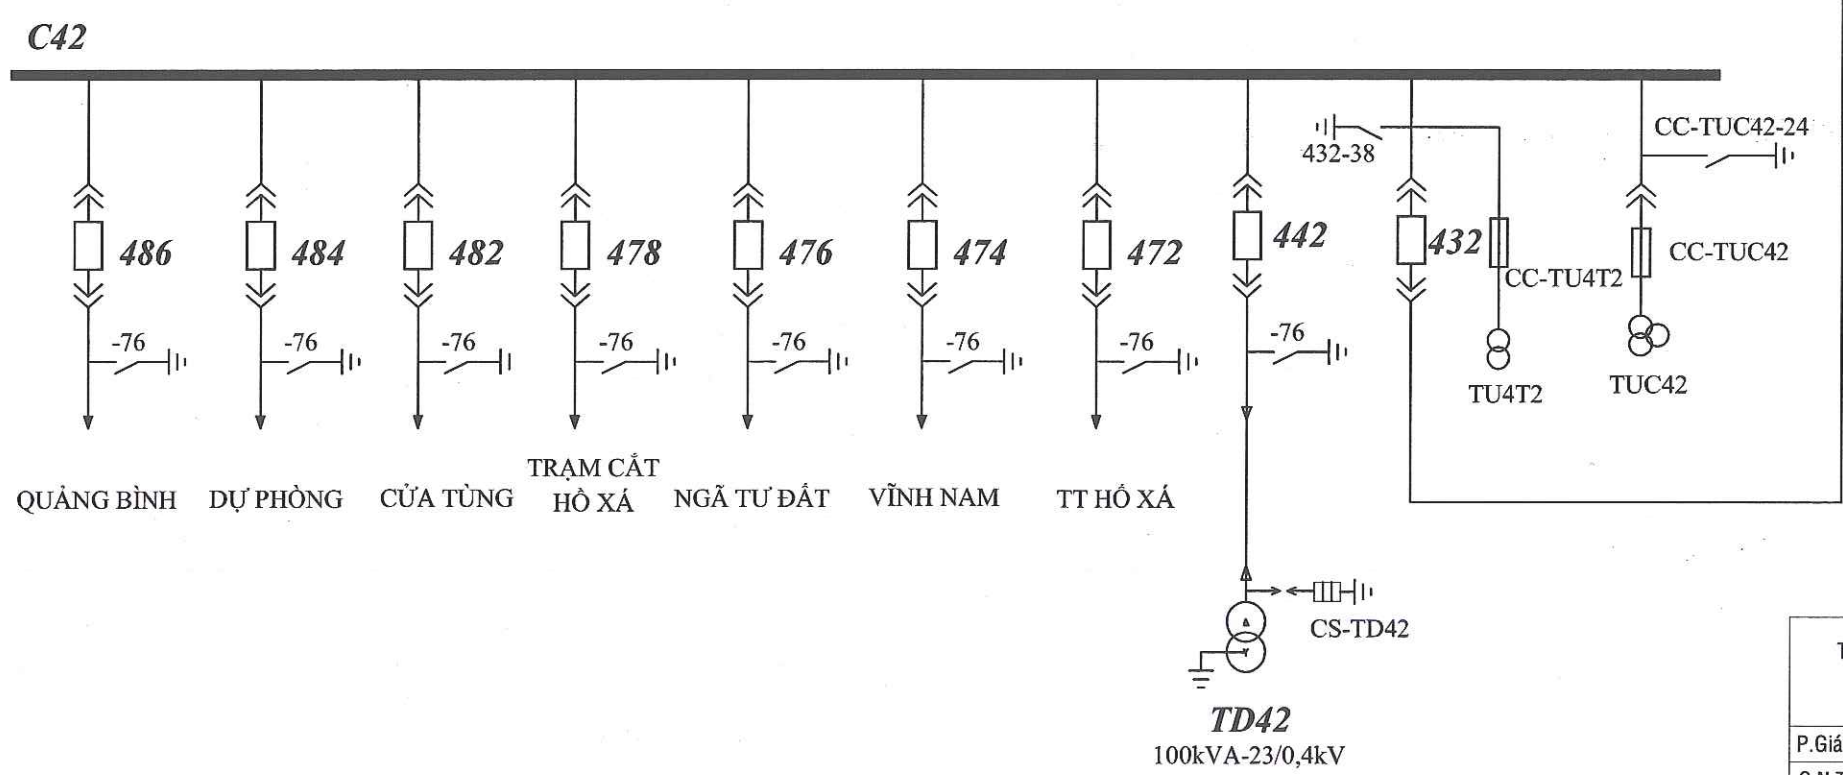 C42
CC-TUC42-24
432-38
486
484
482
478
476
474
472
442
432
CC-TUC42
CC-TU4T2
-76
-76
-76
-76
-76
-76
-76
-76
TU4T2
TUC42
QUẢNG BÌNH
DỰ PHÒNG
CỬA TÙNG
TRẠM CẮT
HỒ XÁ
NGÃ TƯ ĐẤT
VĨNH NAM
TT HỒ XÁ
CS-TD42
TD42
100kVA-23/0,4kV
P.Giá